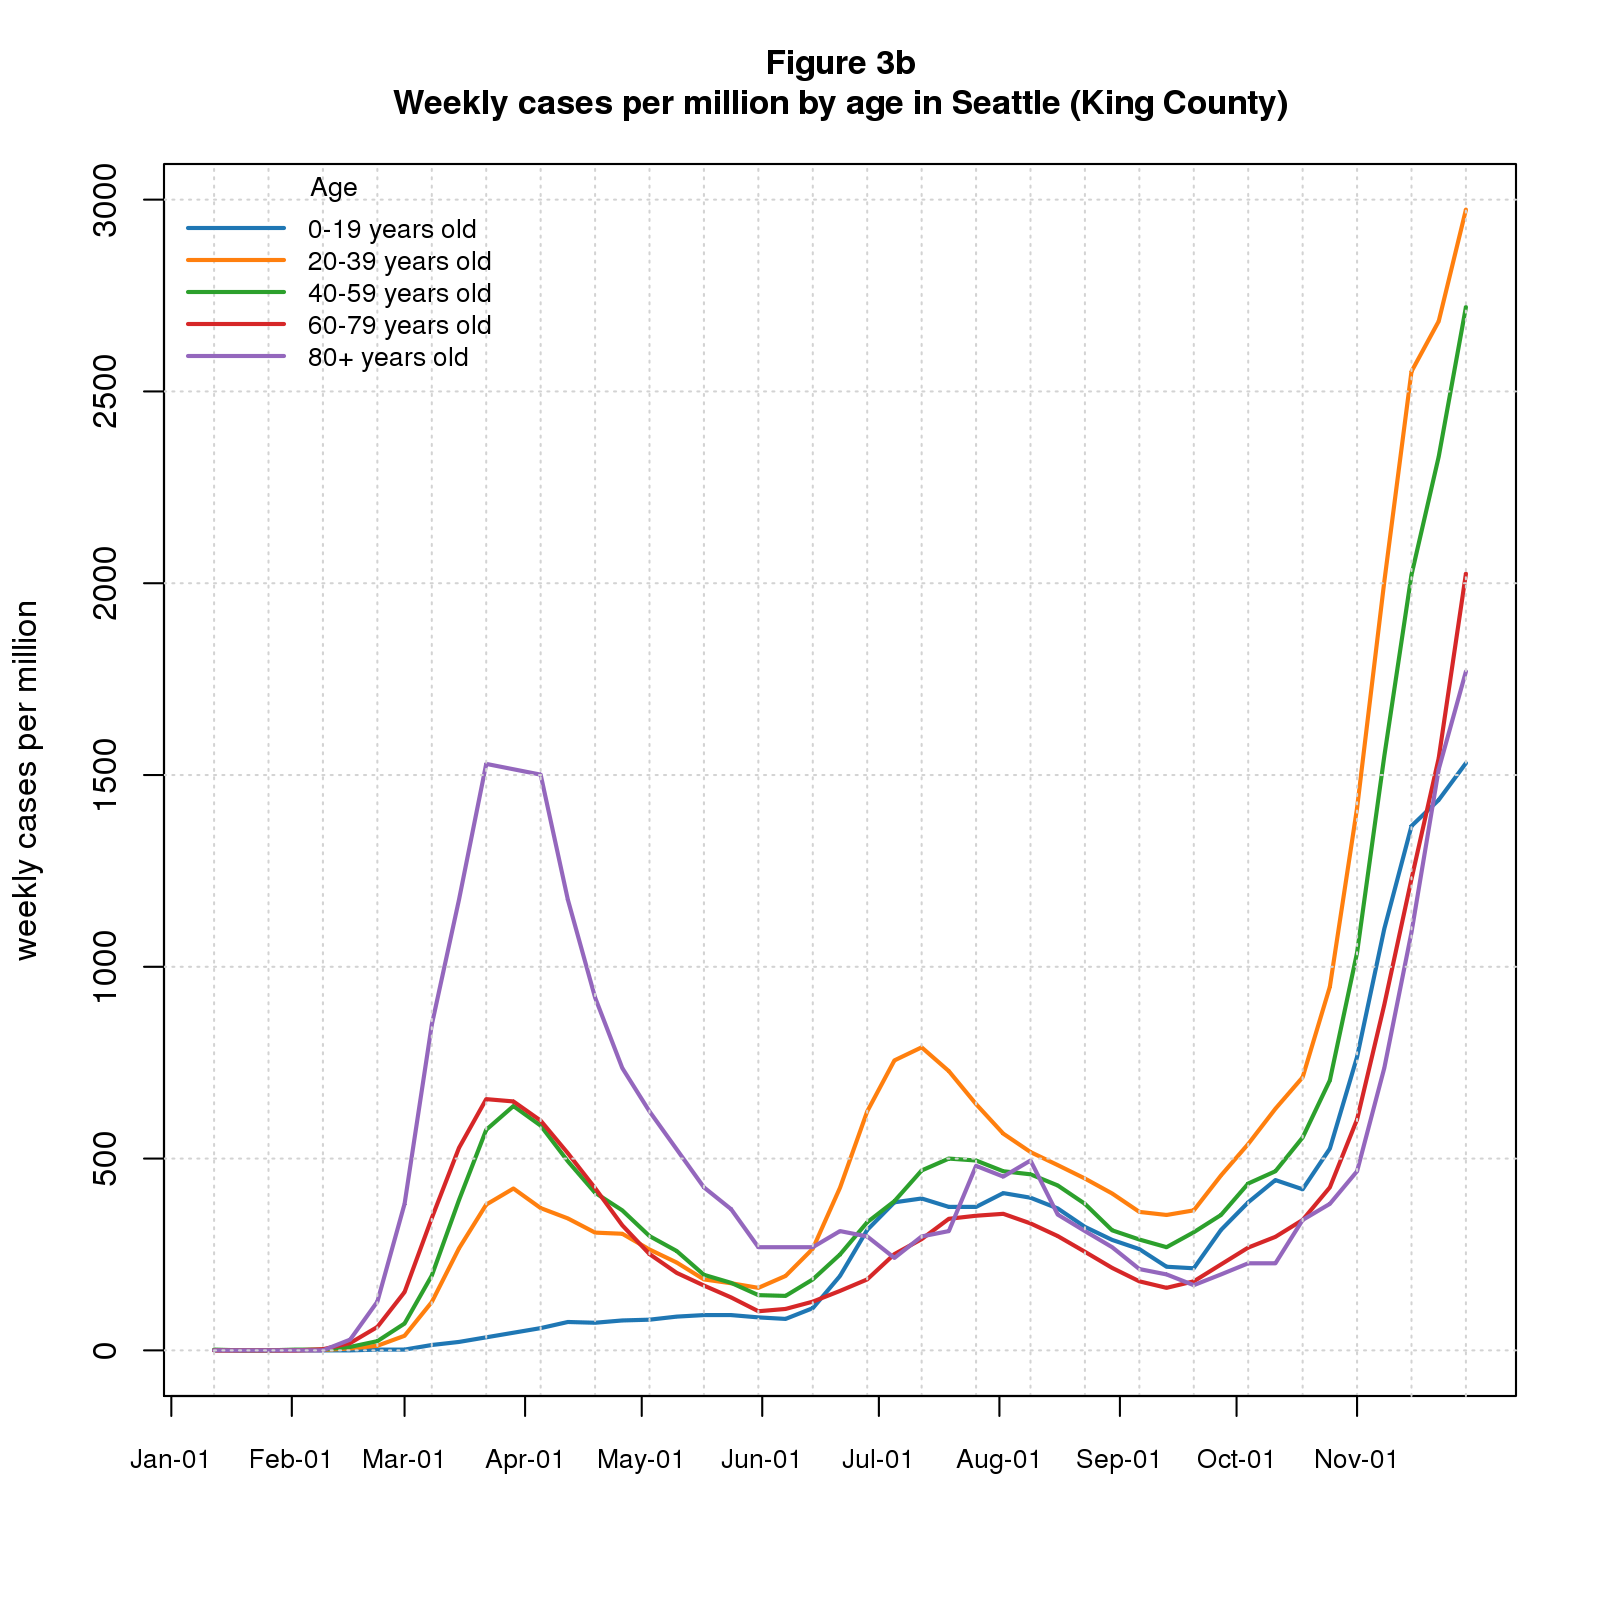 Figure 3b
Weekly cases per million by age in Seattle (King County)
Age
0-19 years old
20-39 years old
40-59 years old
60-79 years old
80+ years old
weekly cases per million
3000
2500
2000
1500
1000
500
0
Jan-01 Feb-01 Mar-01 Apr-01 May-01 Jun-01 Jul-01 Aug-01 Sep-01 Oct-01 Nov-01